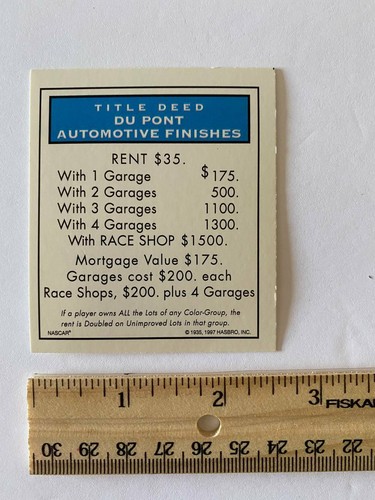 TITLE DEED
DU PONT
AUTOMOTIVE FINISHES
RENT $35.
With 1 Garage $175.
With 2 Garages 500.
With 3 Garages 1100.
With 4 Garages 1300.
With RACE SHOP $1500.
Mortgage Value $175.
Garages cost $200. each
Race Shops, $200. plus 4 Garages
If a player owns ALL the Lots of any Color-Group, the
rent is Doubled on Unimproved Lots in that group.
NASCAR® © 1935, 1997 HASBRO, INC.
1 2 3 FISKA
30 29 28 27 26 25 24 23 22